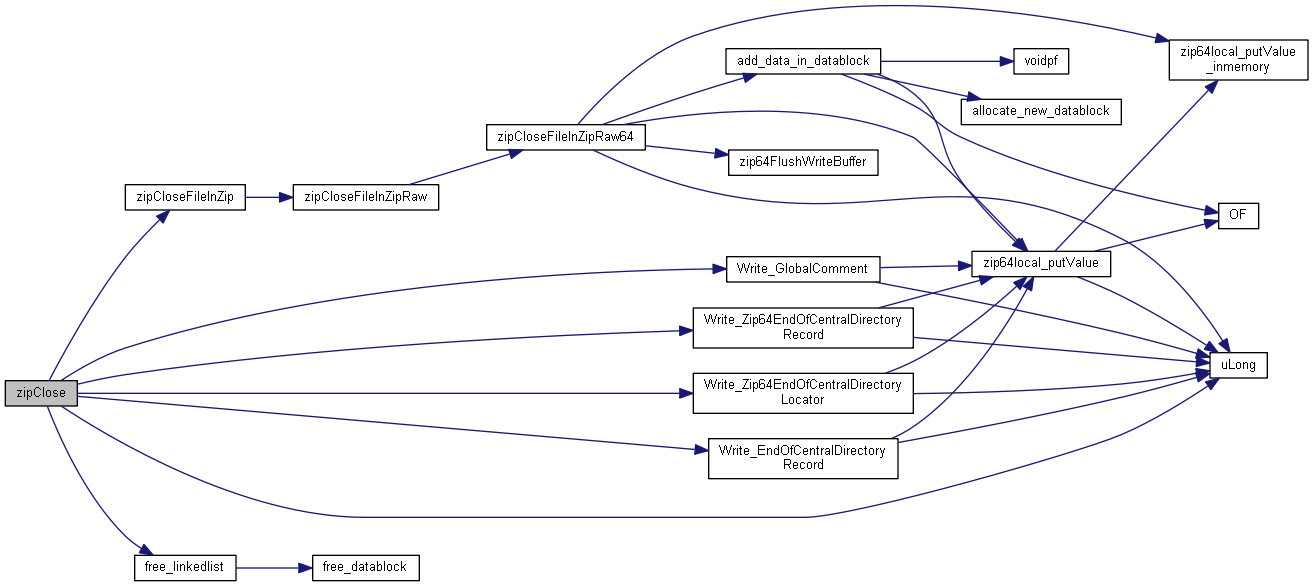 zip64local_putValue
_inmemory
add_data_in_datablock
voidpf
allocate_new_datablock
zipCloseFileInZipRaw64
zip64FlushWriteBuffer
zipCloseFileInZip
zipCloseFileInZipRaw
OF
zip64local_putValue
Write_GlobalComment
Write_Zip64EndOfCentralDirectory
Record
uLong
zipClose
Write_Zip64EndOfCentralDirectory
Locator
Write_EndOfCentralDirectory
Record
free_linkedlist
free_datablock